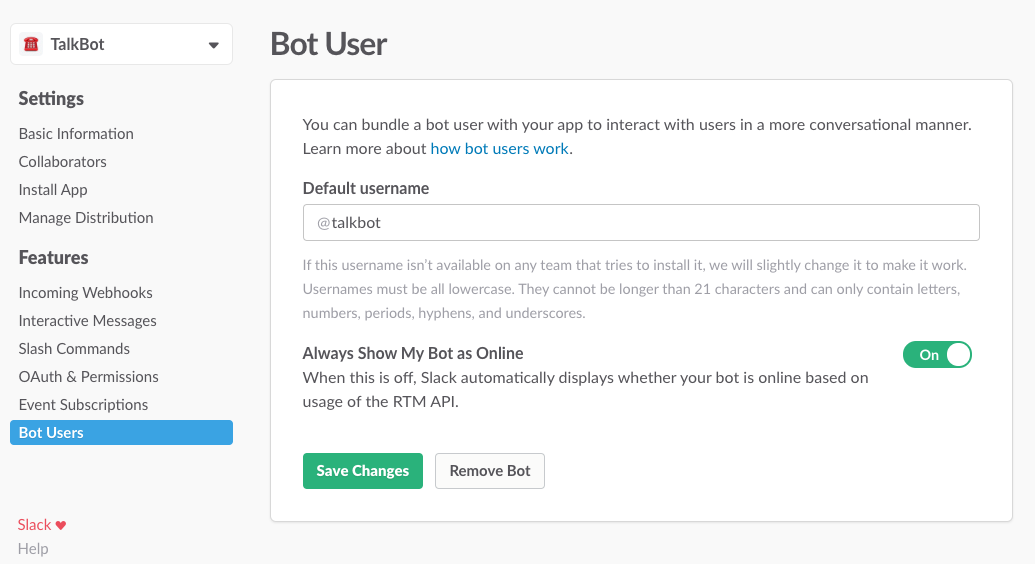 TalkBot
Settings
Basic Information
Collaborators
Install App
Manage Distribution
Features
Incoming Webhooks
Interactive Messages
Slash Commands
OAuth & Permissions
Event Subscriptions
Bot Users
Slack ❤
Help
Bot User
You can bundle a bot user with your app to interact with users in a more conversational manner.
Learn more about how bot users work.
Default username
@talkbot
If this username isn't available on any team that tries to install it, we will slightly change it to make it work.
Usernames must be all lowercase. They cannot be longer than 21 characters and can only contain letters,
numbers, periods, hyphens, and underscores.
Always Show My Bot as Online
On
When this is off, Slack automatically displays whether your bot is online based on
usage of the RTM API.
Save Changes
Remove Bot